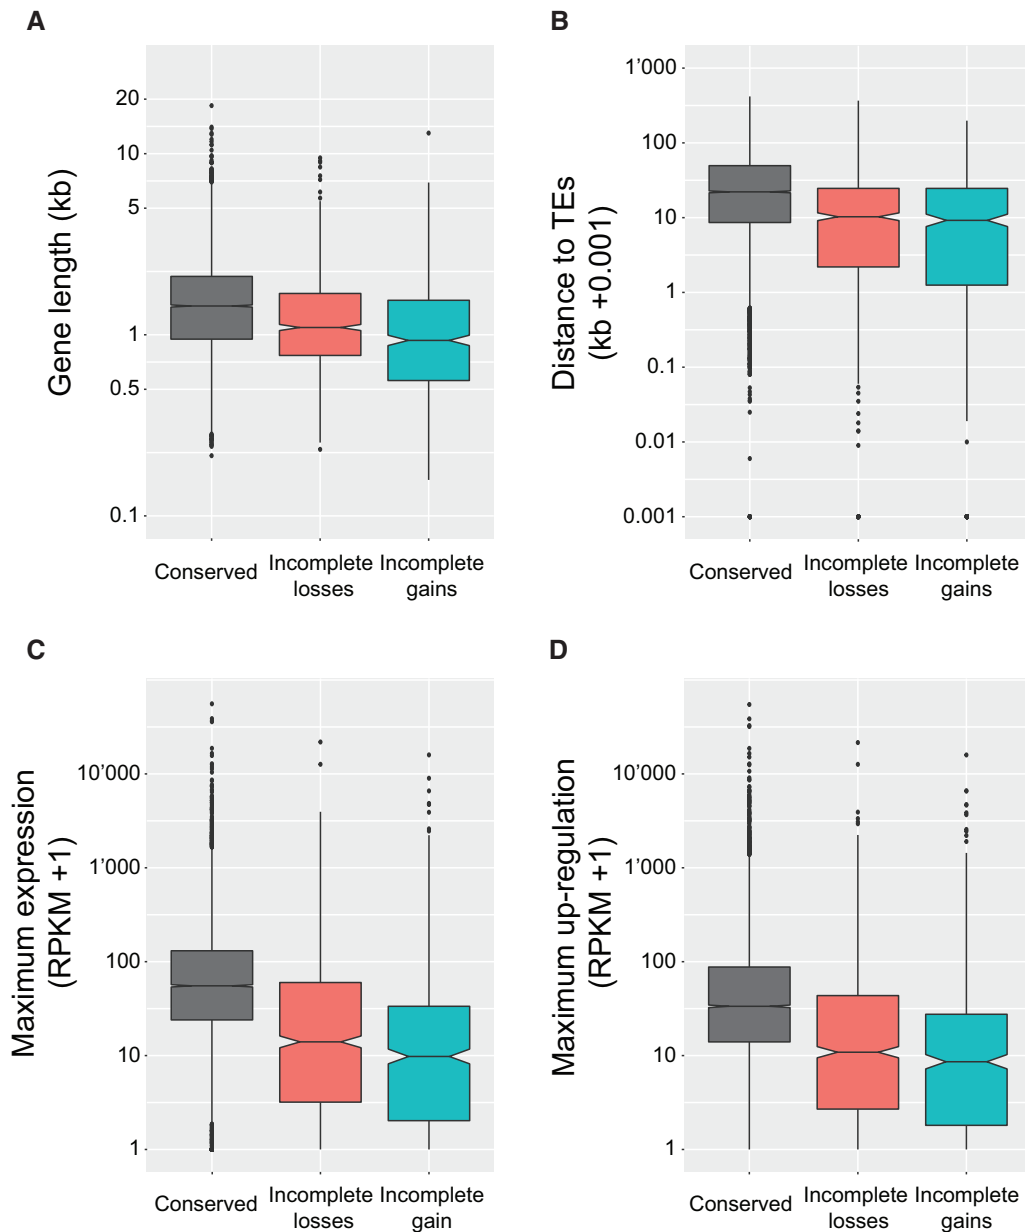 A
Gene length (kb)
20
10
5
1
0.5
0.1
Conserved
Incomplete
losses
Incomplete
gains
B
Distance to TEs
(kb +0.001)
1’000
100
10
1
0.1
0.01
0.001
Conserved
Incomplete
losses
Incomplete
gains
C
Maximum expression
(RPKM +1)
10’000
1’000
100
10
1
Conserved
Incomplete
losses
Incomplete
gain
D
Maximum up-regulation
(RPKM +1)
10’000
1’000
100
10
1
Conserved
Incomplete
losses
Incomplete
gains